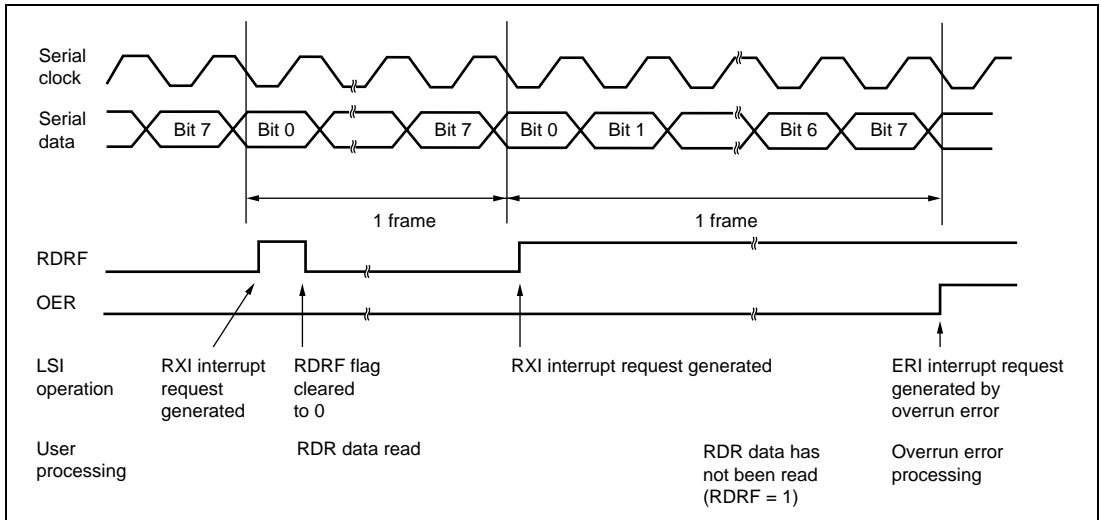 Serial
clock
Serial
data
Bit 7
Bit 0
Bit 7
Bit 0
Bit 1
Bit 6
Bit 7
1 frame
1 frame
RDRF
OER
LSI
operation
RXI interrupt
request
generated
RDRF flag
cleared
to 0
RXI interrupt request generated
ERI interrupt request
generated by
overrun error
User
processing
RDR data read
RDR data has
not been read
(RDRF = 1)
Overrun error
processing